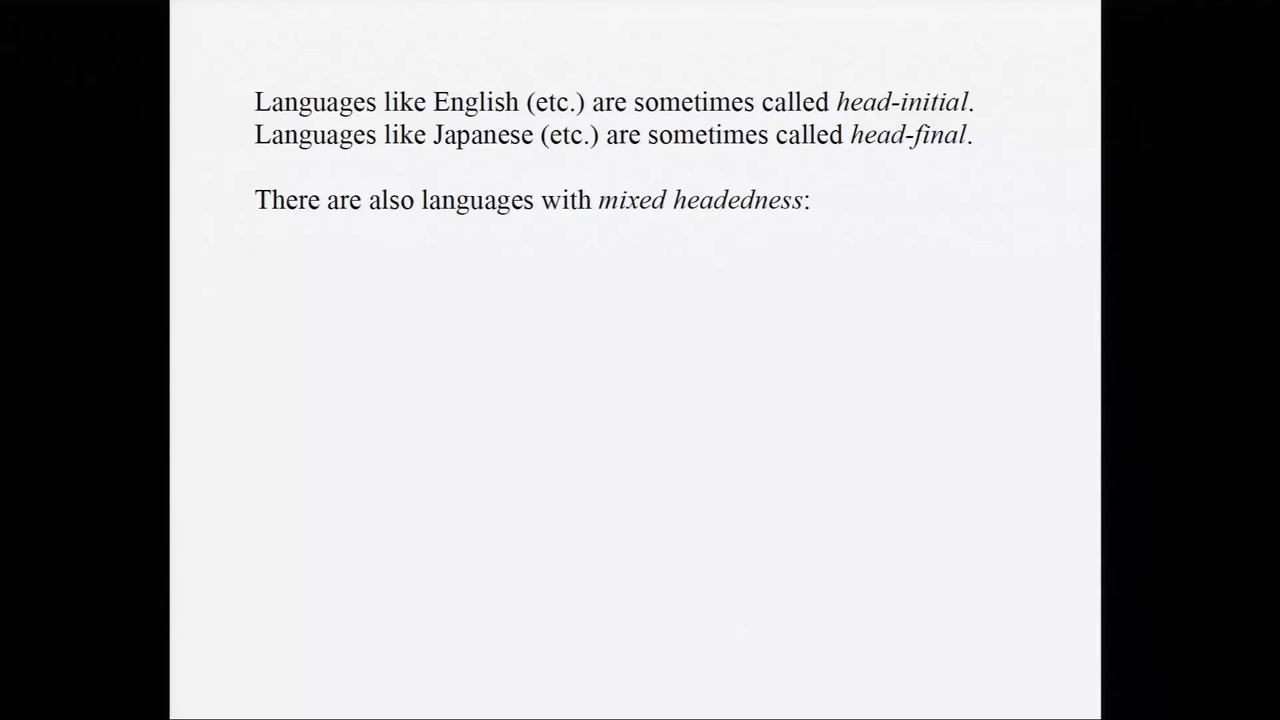 Languages like English (etc.) are sometimes called head-initial.
Languages like Japanese (etc.) are sometimes called head-final.
There are also languages with mixed headedness: